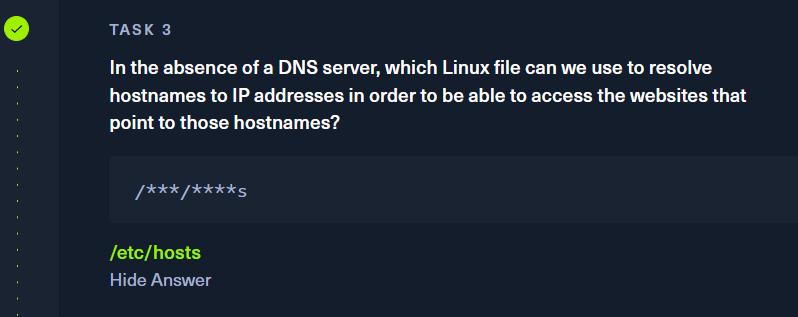 TASK 3
In the absence of a DNS server, which Linux file can we use to resolve
hostnames to IP addresses in order to be able to access the websites that
point to those hostnames?
/***/****s
/etc/hosts
Hide Answer